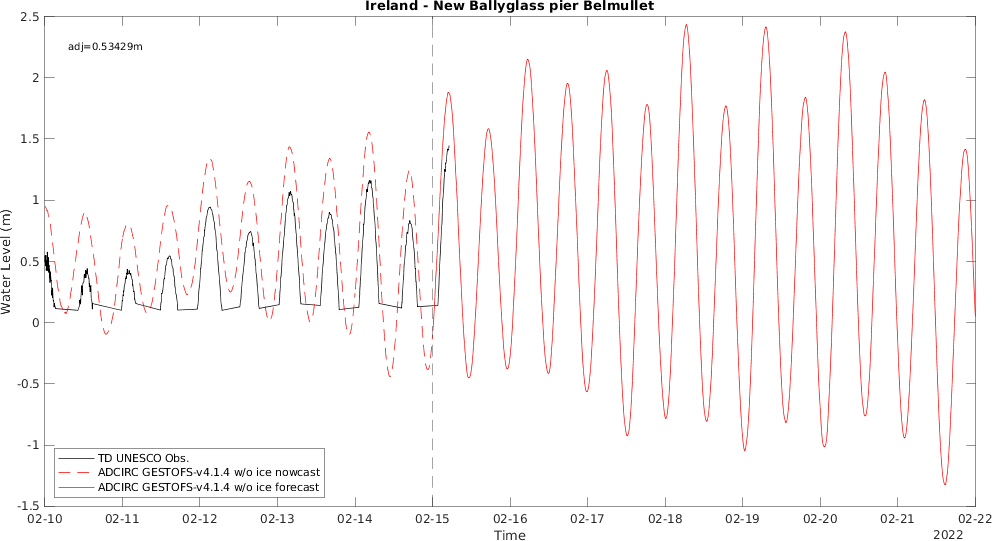 Ireland - New Ballyglass pier Belmullet
adj=0.53429m
2.5
2
1.5
1
0.5
0
-0.5
-1
-1.5
Water Level (m)
TD UNESCO Obs.
ADCIRC GESTOFS-v4.1.4 w/o ice nowcast
ADCIRC GESTOFS-v4.1.4 w/o ice forecast
02-10 02-11 02-12 02-13 02-14 02-15 02-16 02-17 02-18 02-19 02-20 02-21 02-22
Time
2022